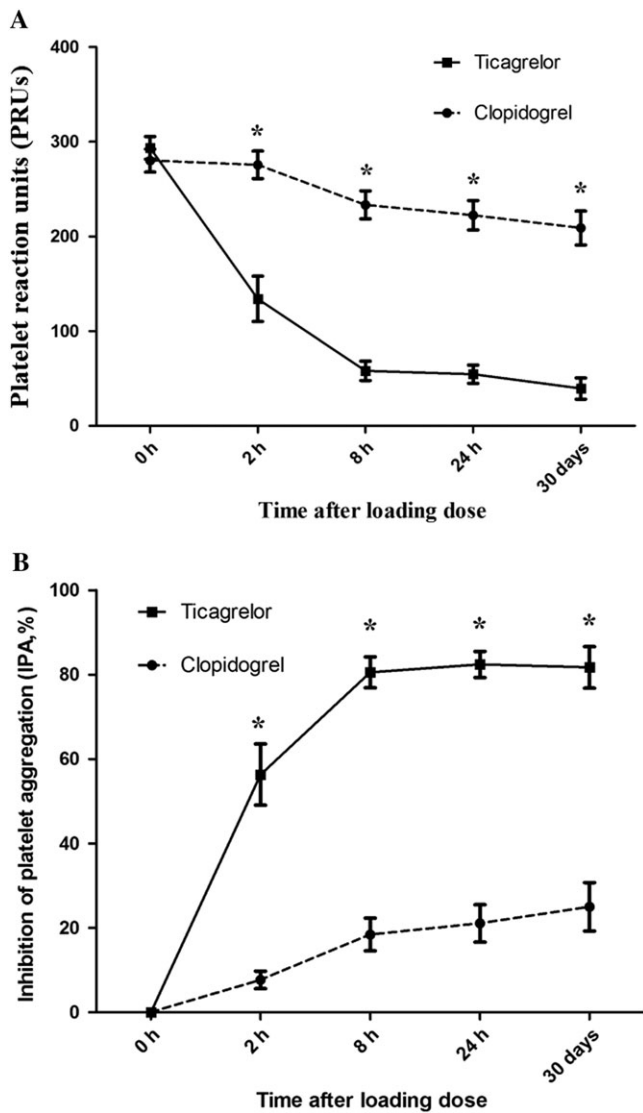 A
Platelet reaction units (PRUs)
400
300
200
100
0
Ticagrelor
Clopidogrel
*
*
*
*
0 h
2 h
8 h
24 h
30 days
Time after loading dose
B
Inhibition of platelet aggregation (IPA,%)
100
80
60
40
20
0
Ticagrelor
Clopidogrel
*
*
*
*
0 h
2 h
8 h
24 h
30 days
Time after loading dose